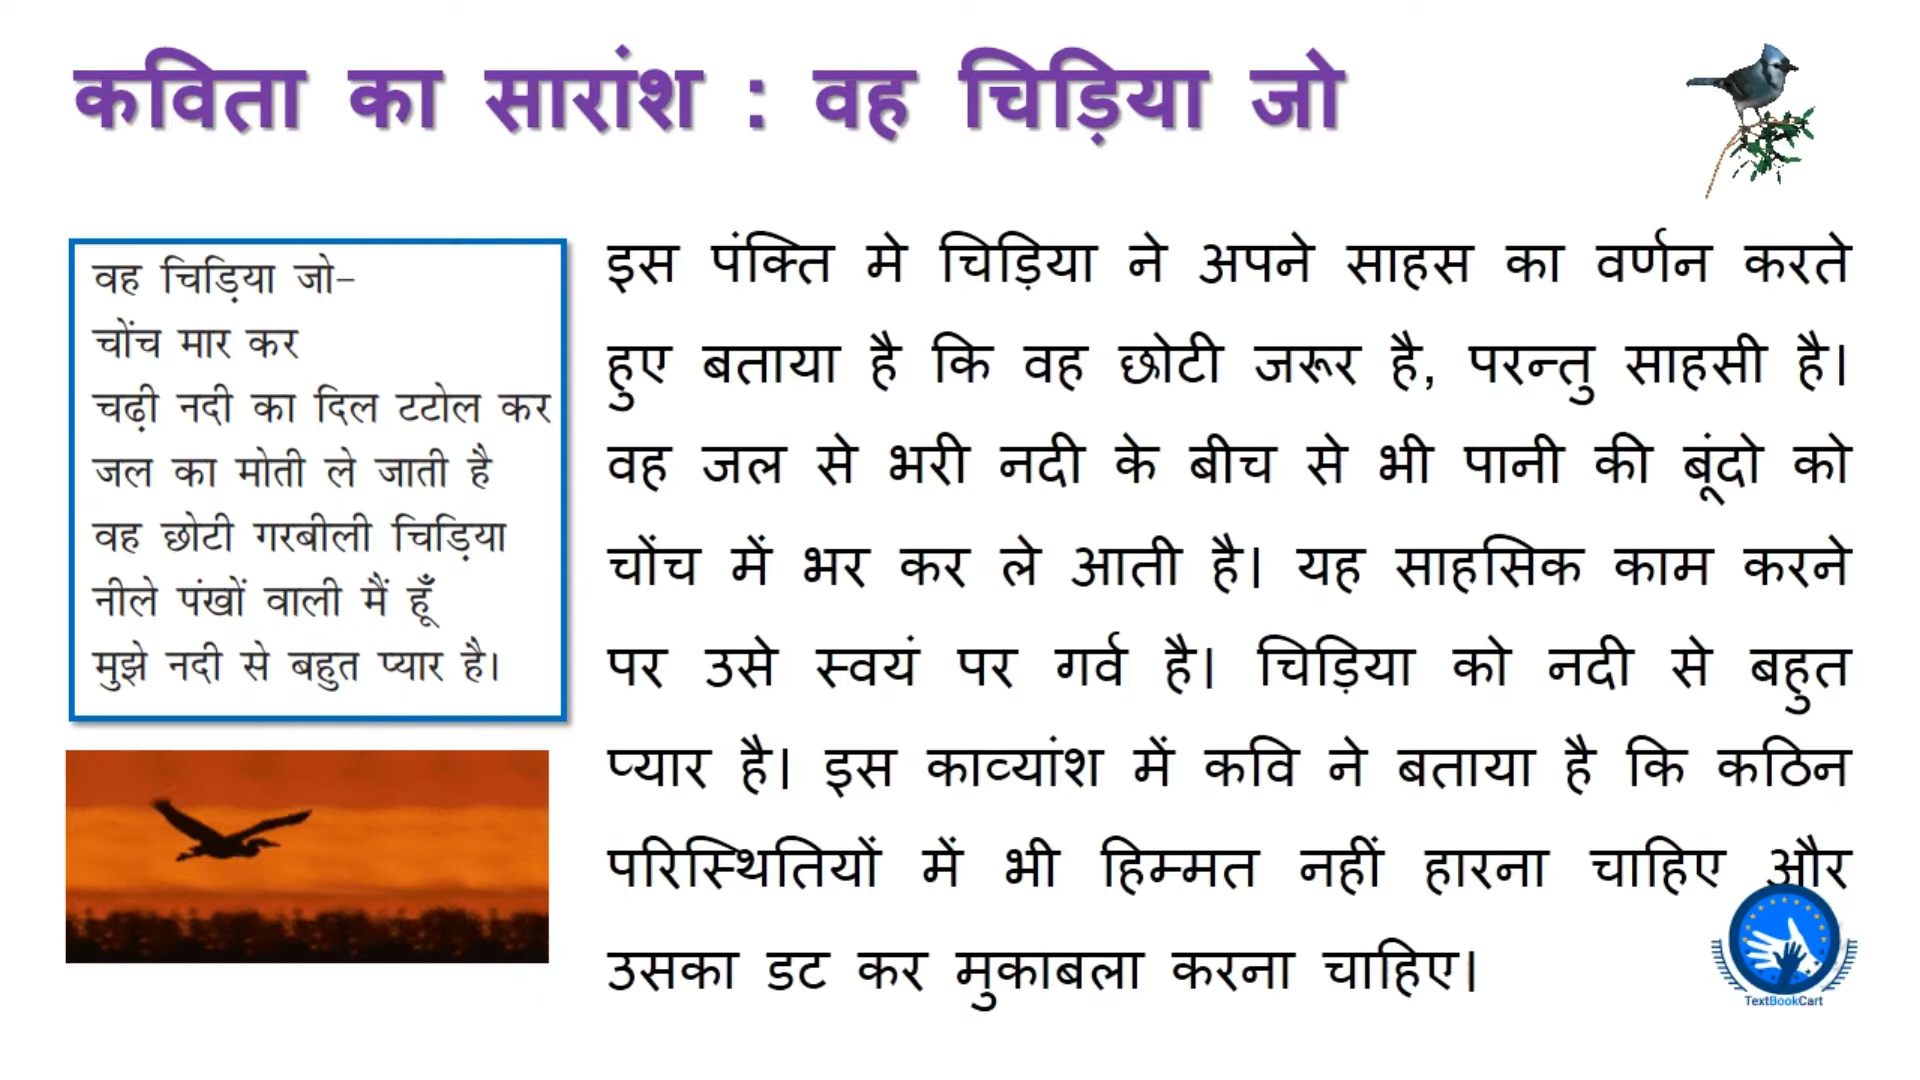 कविता का सारांश : वह चिड़िया जो
वह चिड़िया जो–
चोंच मार कर
चढ़ी नदी का दिल टटोल कर
जल का मोती ले जाती है
वह छोटी गरबीली चिड़िया
नीले पंखों वाली मैं हूँ
मुझे नदी से बहुत प्यार है।
इस पंक्ति मे चिड़िया ने अपने साहस का वर्णन करते
हुए बताया है कि वह छोटी जरूर है, परन्तु साहसी है।
वह जल से भरी नदी के बीच से भी पानी की बूंदो को
चोंच में भर कर ले आती है। यह साहसिक काम करने
पर उसे स्वयं पर गर्व है। चिड़िया को नदी से बहुत
प्यार है। इस काव्यांश में कवि ने बताया है कि कठिन
परिस्थितियों में भी हिम्मत नहीं हारना चाहिए और
उसका डट कर मुकाबला करना चाहिए।
TextBookCart